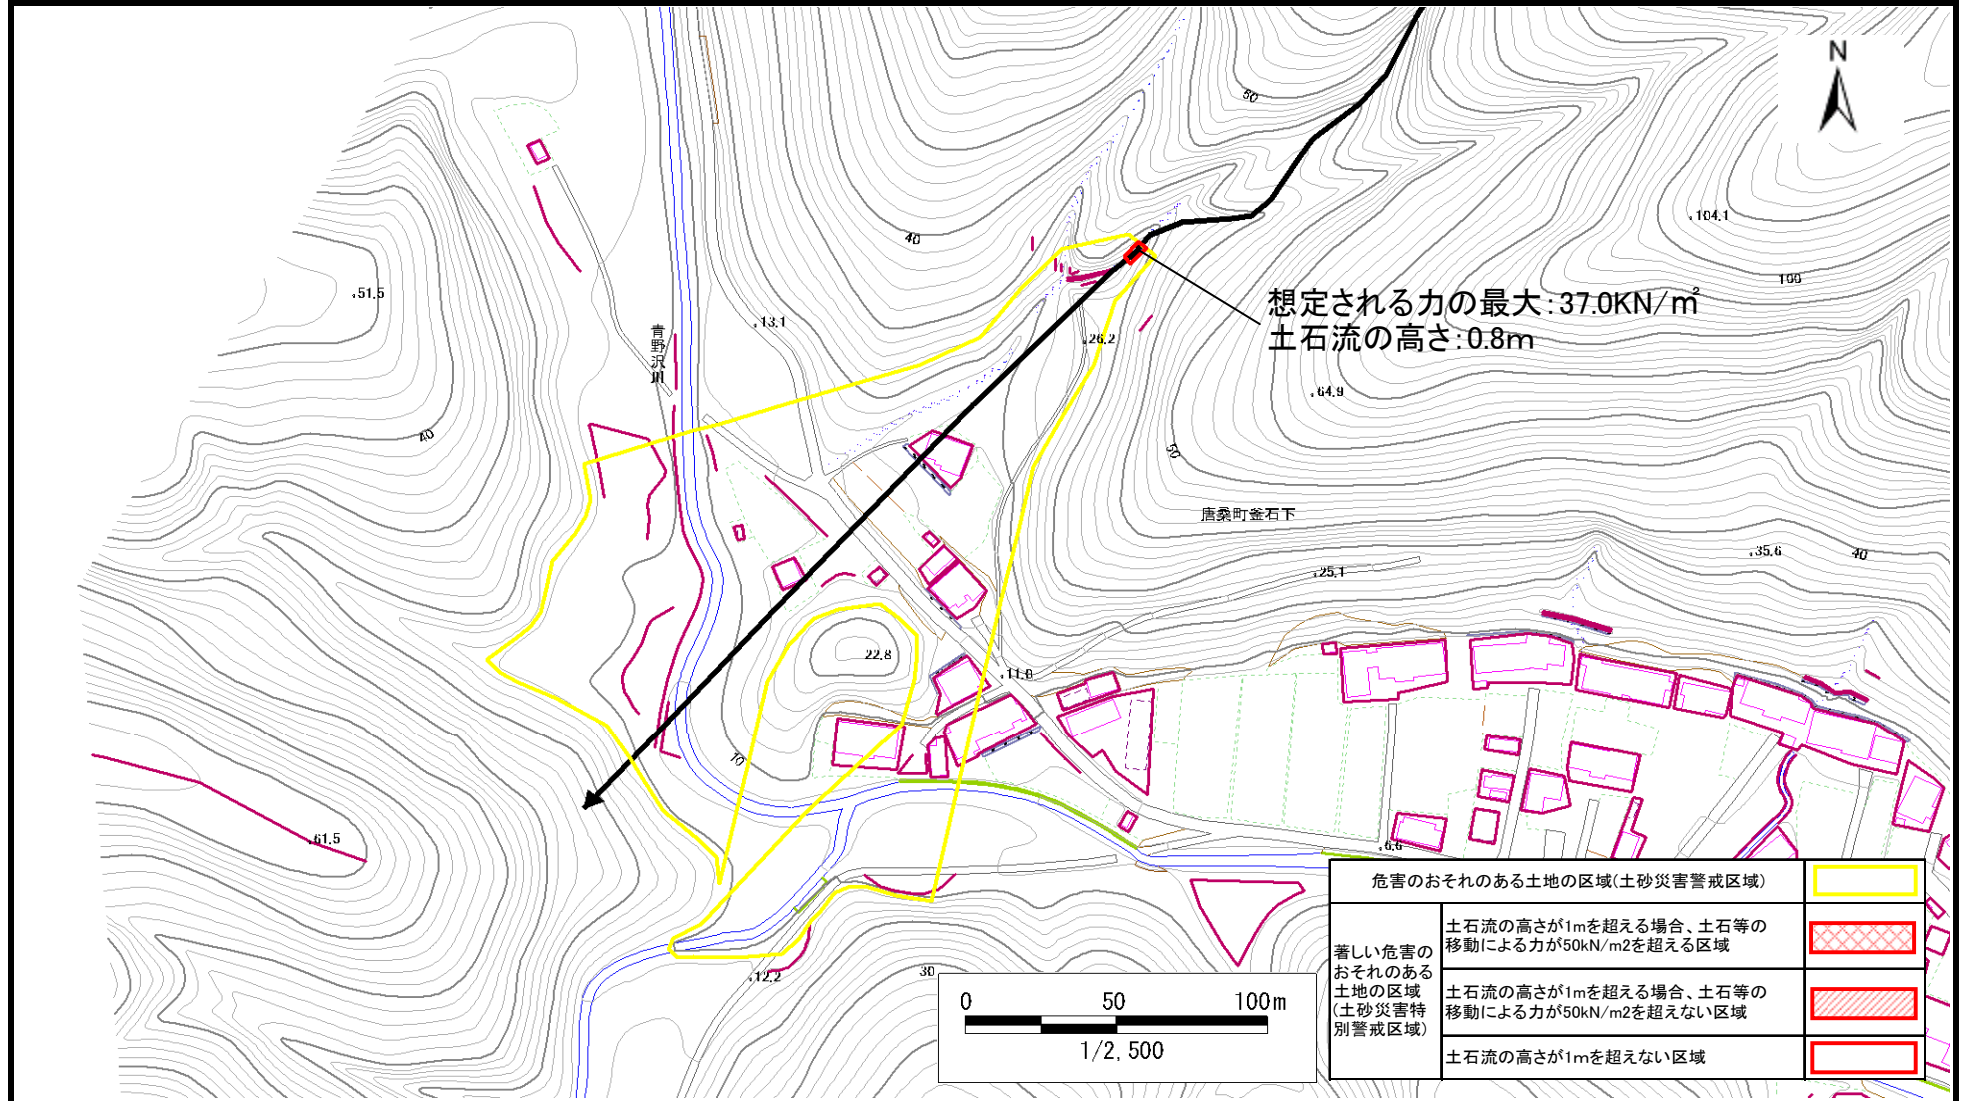 N
60
104.1
100
40
51.5
13.1
青野沢川
26.2
想定される力の最大:37.0KN/㎡
土石流の高さ:0.8m
64.9
40
50
唐桑町釜石下
35.6
40
25.1
22.8
11.8
10
61.5
6.6
12.2
30
0 50 100m
1/2,500
危害のおそれのある土地の区域(土砂災害警戒区域)
著しい危害の
おそれのある
土地の区域
(土砂災害特
別警戒区域)
土石流の高さが1mを超える場合、土石等の
移動による力が50kN/m2を超える区域
土石流の高さが1mを超える場合、土石等の
移動による力が50kN/m2を超えない区域
土石流の高さが1mを超えない区域